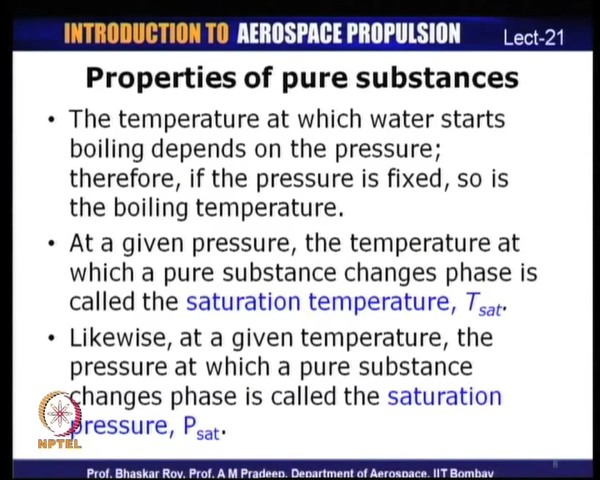 INTRODUCTION TO AEROSPACE PROPULSION Lect-21
Properties of pure substances
• The temperature at which water starts
boiling depends on the pressure;
therefore, if the pressure is fixed, so is
the boiling temperature.
• At a given pressure, the temperature at
which a pure substance changes phase is
called the saturation temperature, Tsat.
• Likewise, at a given temperature, the
pressure at which a pure substance
changes phase is called the saturation
pressure, Psat.
NPTEL
Prof. Bhaskar Roy, Prof. A M Pradeep, Department of Aerospace, IIT Bombay
8